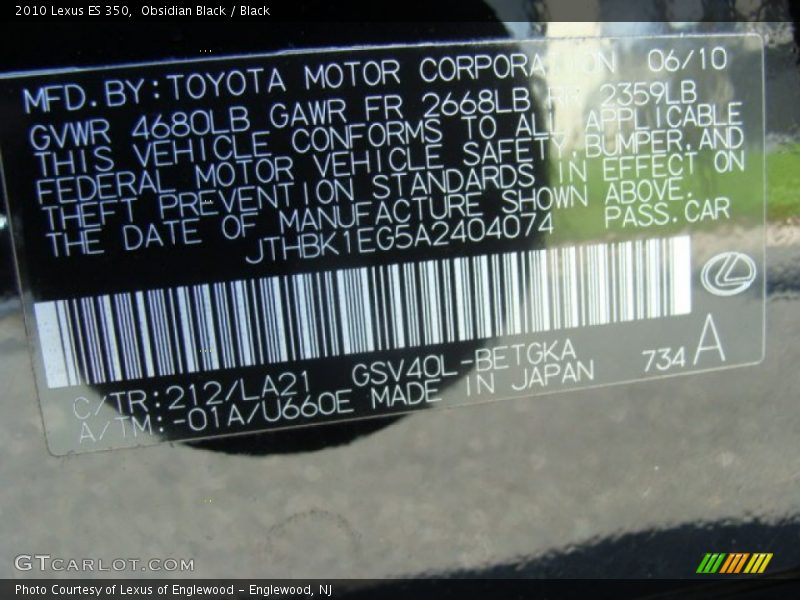 2010 Lexus ES 350,  Obsidian Black / Black
MFD. BY: TOYOTA MOTOR CORPORATION 06/10
GVWR 4680LB GAWR FR 2668LB RR 2359LB
THIS VEHICLE CONFORMS TO ALL APPLICABLE
FEDERAL MOTOR VEHICLE SAFETY, BUMPER, AND
THEFT PREVENTION STANDARDS IN EFFECT ON
THE DATE OF MANUFACTURE SHOWN ABOVE.
JTHBK1EG5A2404074 PASS. CAR
C/TR: 212/LA21 GSV40L-BETGKA
A/TM: -01A/U660E MADE IN JAPAN 734 A
GTCARLOT.COM
Photo Courtesy of Lexus of Englewood - Englewood, NJ